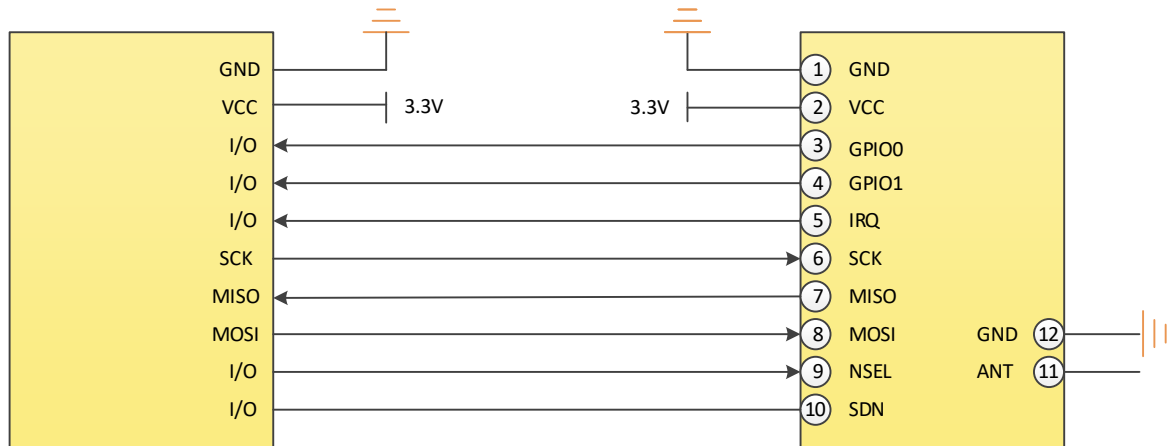 GND 1 GND
VCC 3.3V 3.3V 2 VCC
I/O 3 GPIO0
I/O 4 GPIO1
I/O 5 IRQ
SCK 6 SCK
MISO 7 MISO
MOSI 8 MOSI GND 12
I/O 9 NSEL ANT 11
I/O 10 SDN